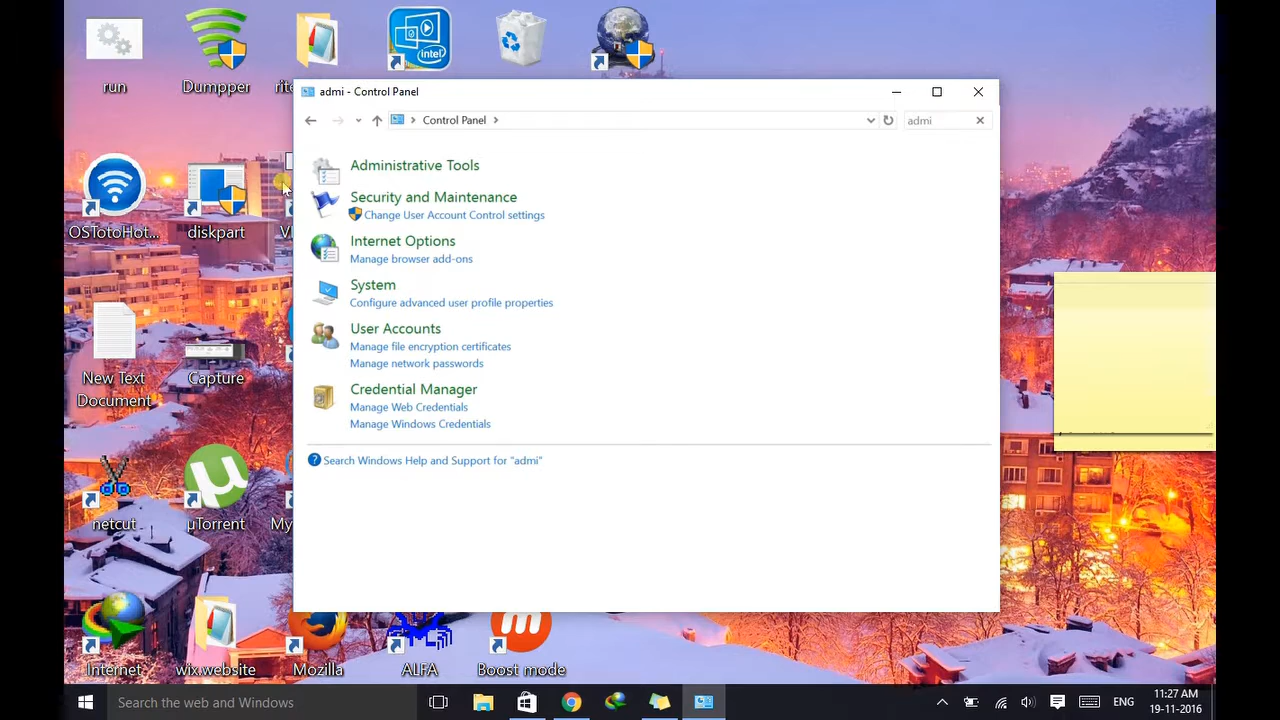 run
Dumpper
rite
intel
admi - Control Panel
Control Panel
admi
Administrative Tools
Security and Maintenance
Change User Account Control settings
Internet Options
Manage browser add-ons
System
Configure advanced user profile properties
User Accounts
Manage file encryption certificates
Manage network passwords
Credential Manager
Manage Web Credentials
Manage Windows Credentials
Search Windows Help and Support for "admi"
OSTotoHot...
diskpart
New Text
Document
Capture
netcut
µTorrent
My
Internet
wix.website
Mozilla
ALFA
Boost mode
Search the web and Windows
ENG
11:27 AM
19-11-2016